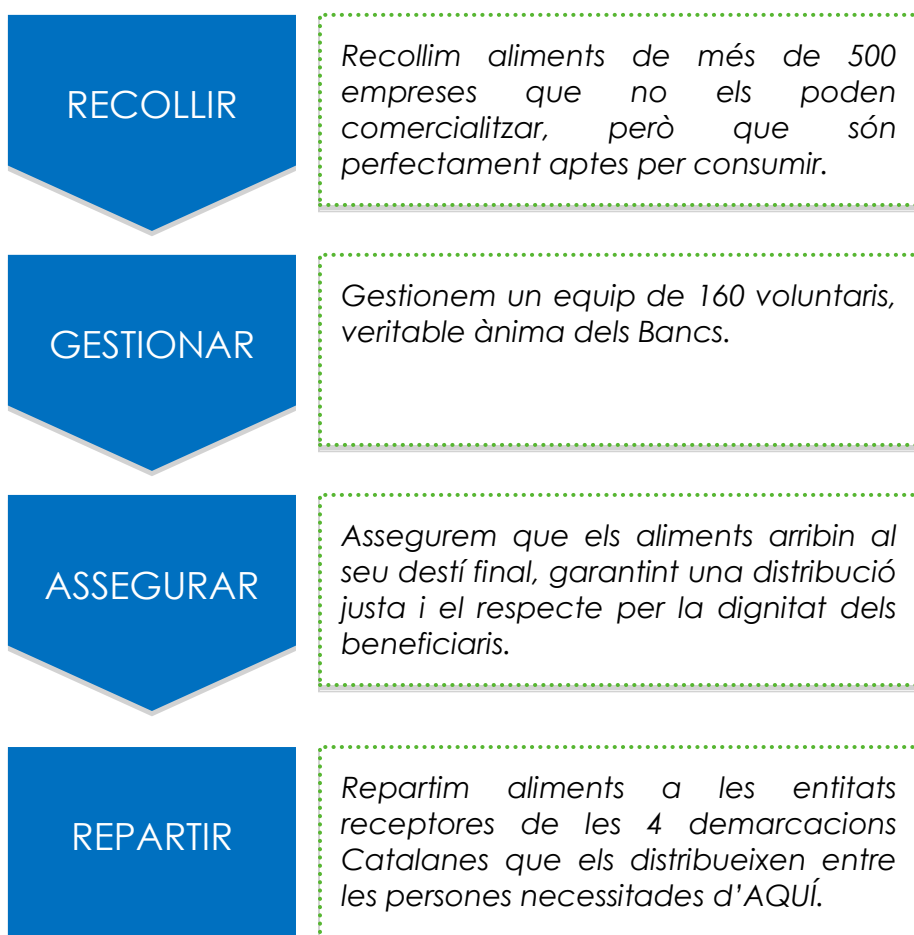 RECOLLIR
Recollim aliments de més de 500
empreses que no els poden
comercialitzar, però que són
perfectament aptes per consumir.
GESTIONAR
Gestionem un equip de 160 voluntaris,
veritable ànima dels Bancs.
ASSEGURAR
Assegurem que els aliments arribin al
seu destí final, garantint una distribució
justa i el respecte per la dignitat dels
beneficiaris.
REPARTIR
Repartim aliments a les entitats
receptores de les 4 demarcacions
Catalanes que els distribueixen entre
les persones necessitades d’AQUÍ.